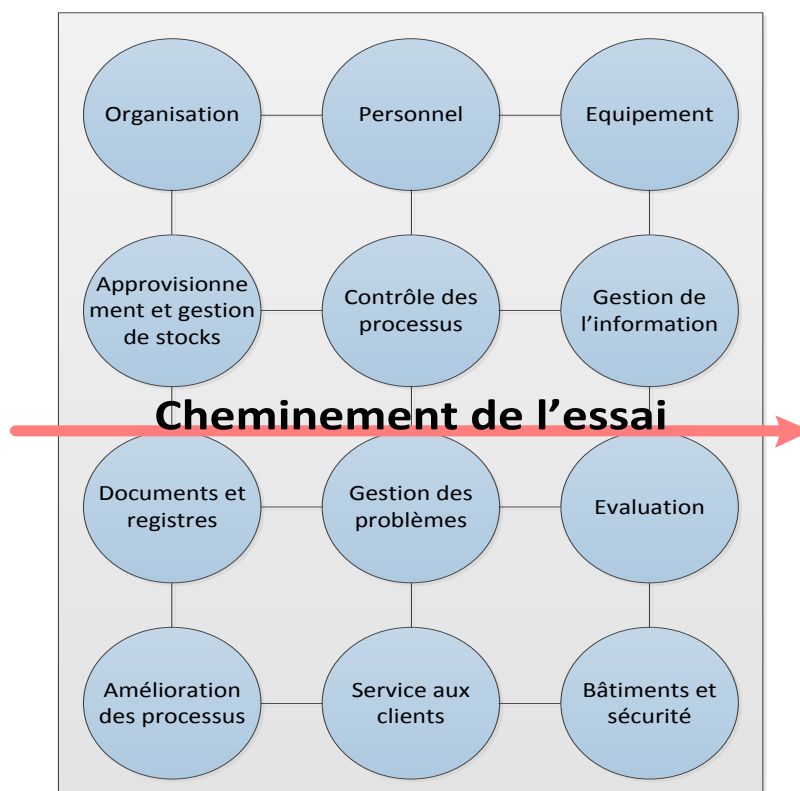 Organisation
Personnel
Equipement
Approvisionne
ment et gestion
de stocks
Contrôle des
processus
Gestion de
l'information
Cheminement de l'essai
Documents et
registres
Gestion des
problèmes
Evaluation
Amélioration
des processus
Service aux
clients
Bâtiments et
sécurité